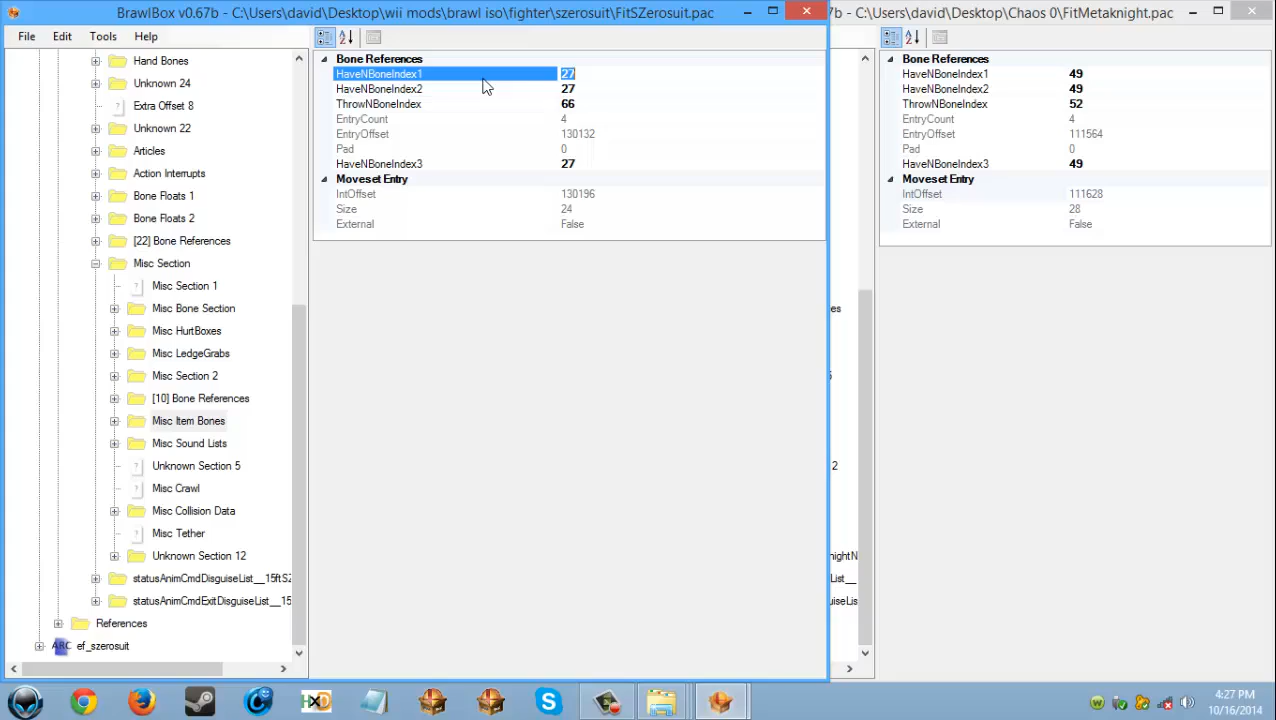 BrawlBox v0.67b - C:\Users\david\Desktop\wii mods\brawl iso\fighter\szerosuit\FitSZerosuit.pac
7b - C:\Users\david\Desktop\Chaos 0\FitMetaknight.pac
File Edit Tools Help
Hand Bones
Unknown 24
Extra Offset 8
Unknown 22
Articles
Action Interrupts
Bone Floats 1
Bone Floats 2
[22] Bone References
Misc Section
Misc Section 1
Misc Bone Section
Misc HurtBoxes
Misc LedgeGrabs
Misc Section 2
[10] Bone References
Misc Item Bones
Misc Sound Lists
Unknown Section 5
Misc Crawl
Misc Collision Data
Misc Tether
Unknown Section 12
statusAnimCmdDisguiseList__15ftSZ
statusAnimCmdExitDisguiseList__15
References
ARC ef_szerosuit
Bone References
HaveNBoneIndex1 27
HaveNBoneIndex2 27
ThrowNBoneIndex 66
EntryCount 4
EntryOffset 130132
Pad 0
HaveNBoneIndex3 27
Moveset Entry
IntOffset 130196
Size 24
External False
es
2
nightN
List__
iseLis
Bone References
HaveNBoneIndex1 49
HaveNBoneIndex2 49
ThrowNBoneIndex 52
EntryCount 4
EntryOffset 111564
Pad 0
HaveNBoneIndex3 49
Moveset Entry
IntOffset 111628
Size 28
External False
4:27 PM
10/16/2014